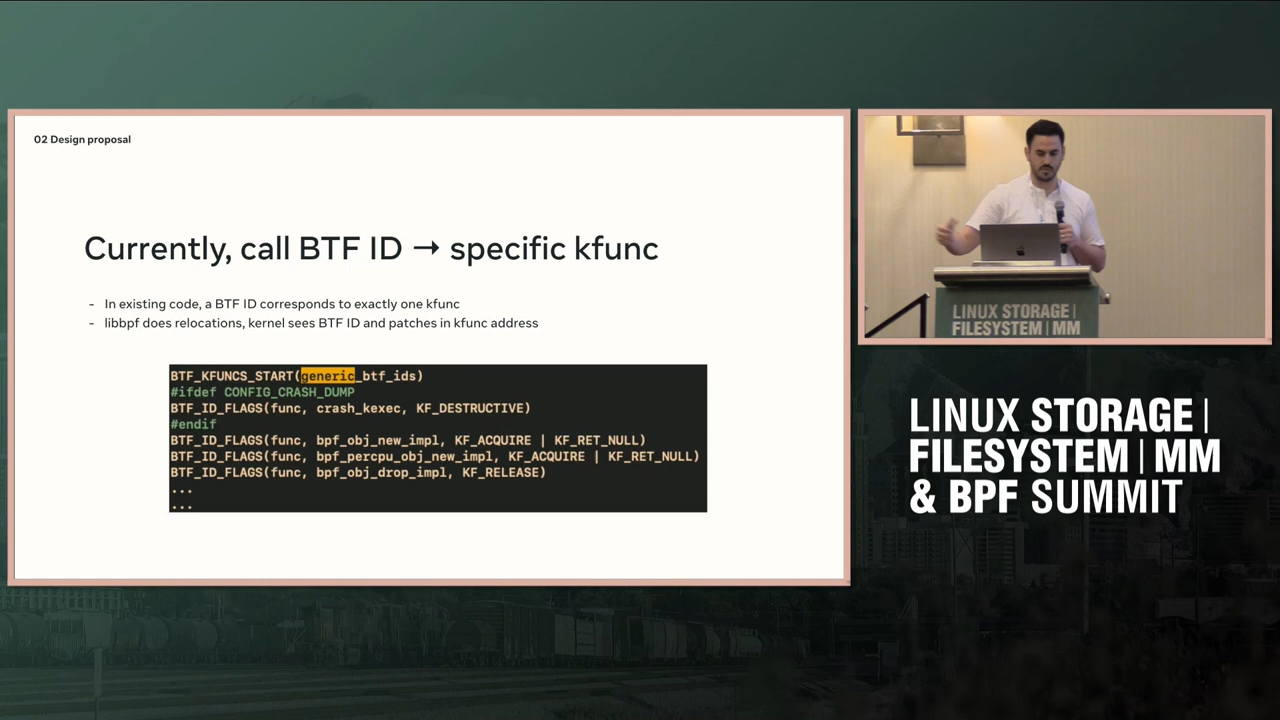 02 Design proposal
Currently, call BTF ID → specific kfunc
- In existing code, a BTF ID corresponds to exactly one kfunc
- libbpf does relocations, kernel sees BTF ID and patches in kfunc address
BTF_KFUNCS_START(generic_btf_ids)
#ifdef CONFIG_CRASH_DUMP
BTF_ID_FLAGS(func, crash_kexec, KF_DESTRUCTIVE)
#endif
BTF_ID_FLAGS(func, bpf_obj_new_impl, KF_ACQUIRE | KF_RET_NULL)
BTF_ID_FLAGS(func, bpf_percpu_obj_new_impl, KF_ACQUIRE | KF_RET_NULL)
BTF_ID_FLAGS(func, bpf_obj_drop_impl, KF_RELEASE)
...
...
LINUX STORAGE |
FILESYSTEM | MM
LINUX STORAGE |
FILESYSTEM | MM
& BPF SUMMIT